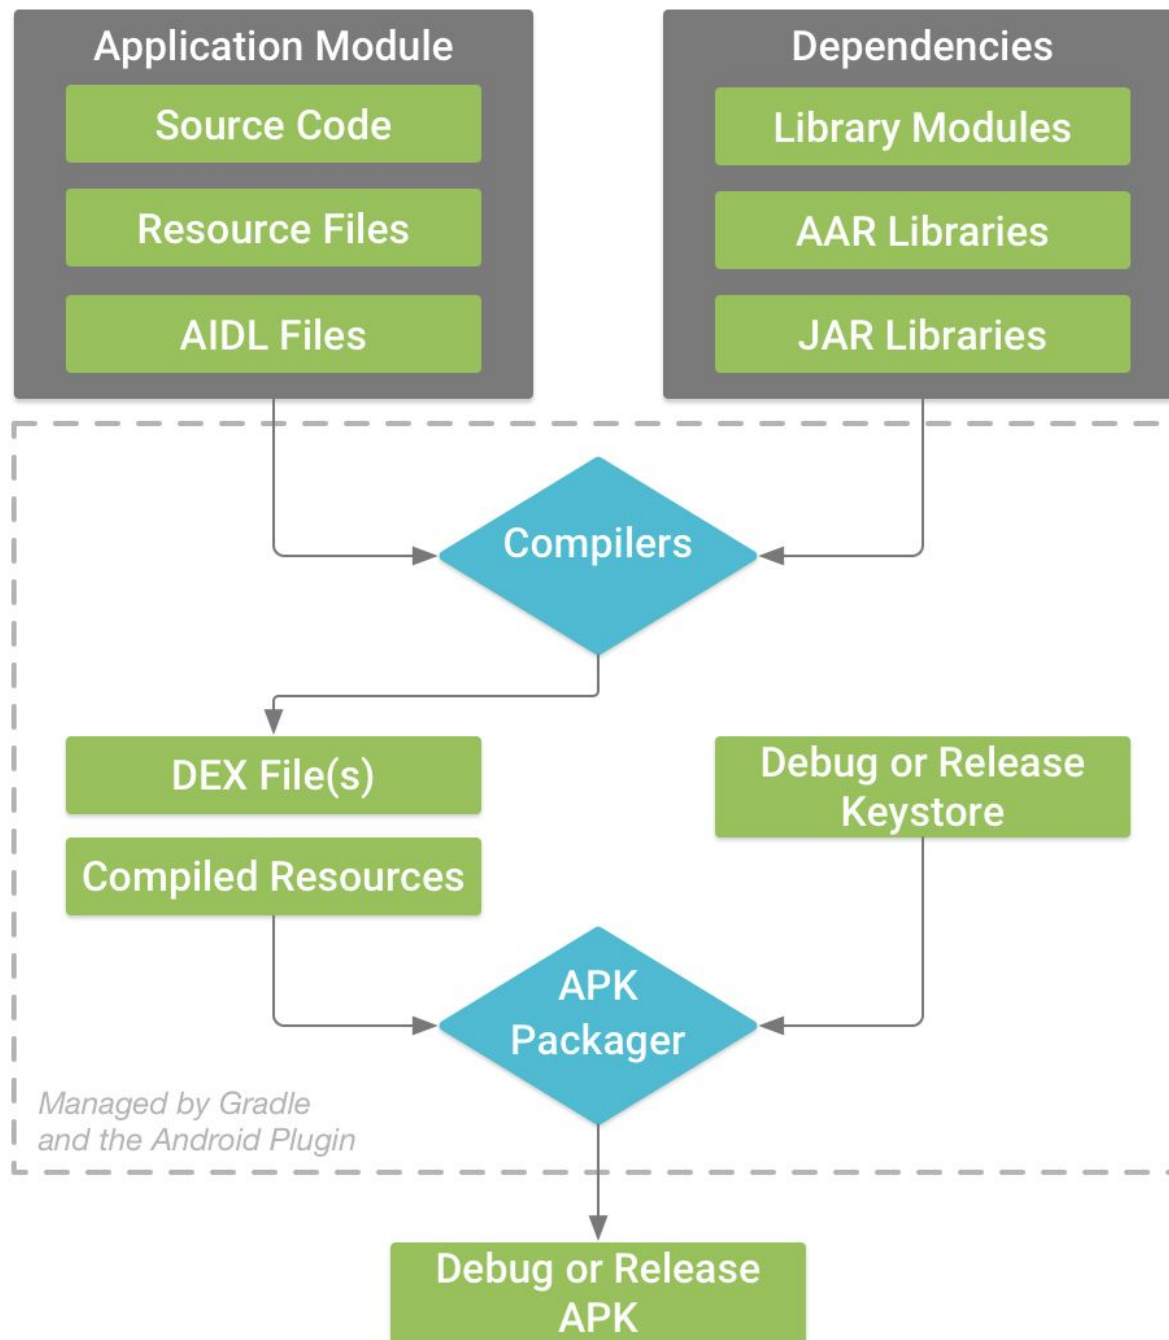 Application Module
Source Code
Resource Files
AIDL Files
Dependencies
Library Modules
AAR Libraries
JAR Libraries
Compilers
DEX File(s)
Compiled Resources
Debug or Release
Keystore
APK
Packager
Managed by Gradle
and the Android Plugin
Debug or Release
APK